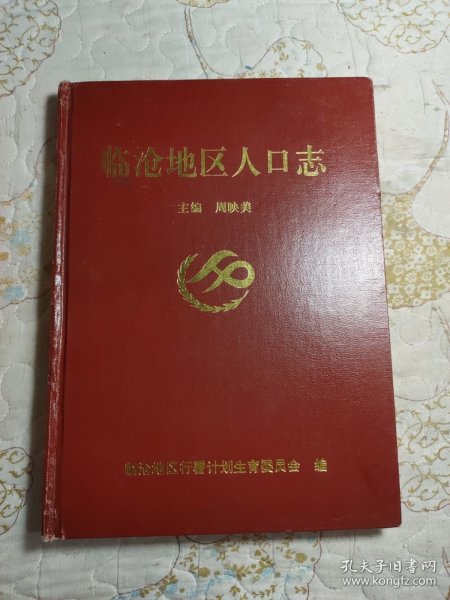 临沧地区人口志
主编 周映美
临沧地区行署计划生育委员会 编
孔夫子旧书网
www.kongfz.com